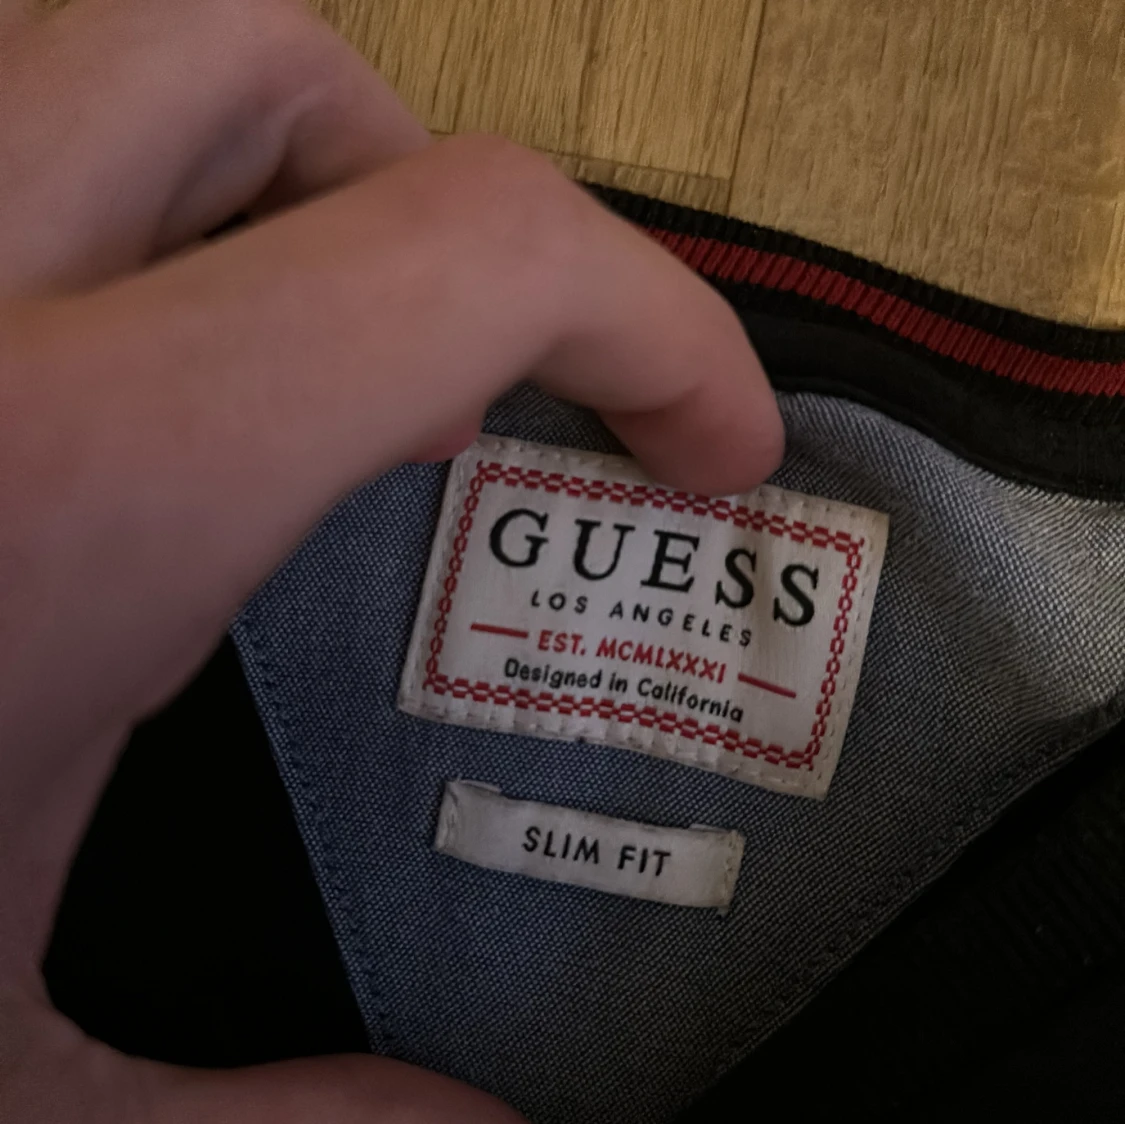 GUESS
LOS ANGELES
EST. MCMLXXXI
Designed in California
SLIM FIT